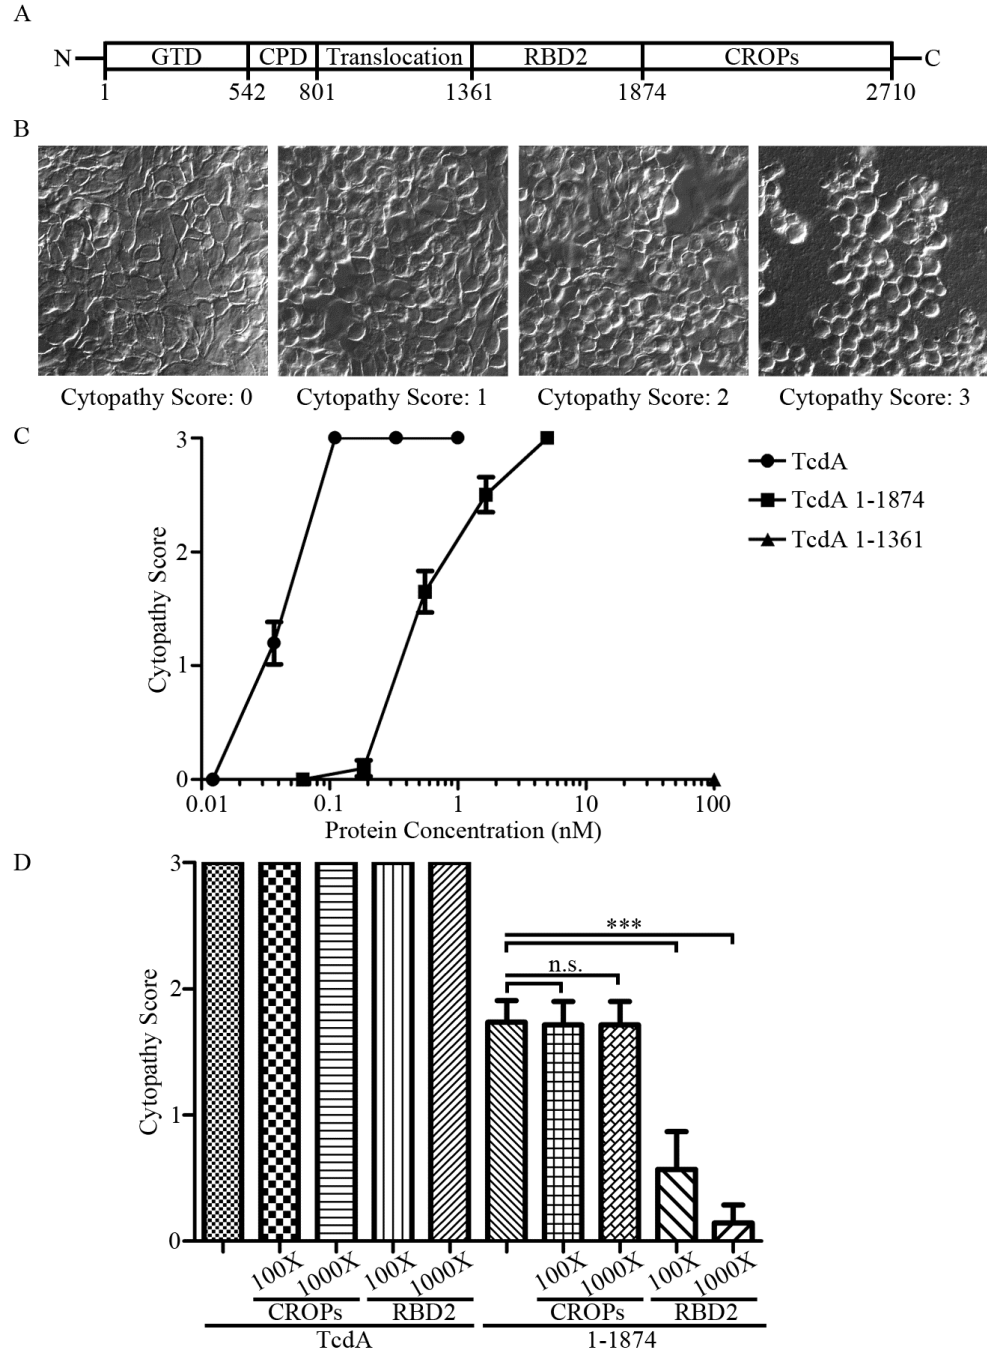 A
N GTD CPD Translocation RBD2 CROPs C
1 542 801 1361 1874 2710
B
Cytopathy Score: 0 Cytopathy Score: 1 Cytopathy Score: 2 Cytopathy Score: 3
C
Cytopathy Score
3
2
1
0
0.01 0.1 1 10 100
Protein Concentration (nM)
TcdA
TcdA 1-1874
TcdA 1-1361
D
Cytopathy Score
3
2
1
0
***
n.s.
100X 1000X 100X 1000X 100X 1000X 100X 1000X
CROPs RBD2 CROPs RBD2
TcdA 1-1874